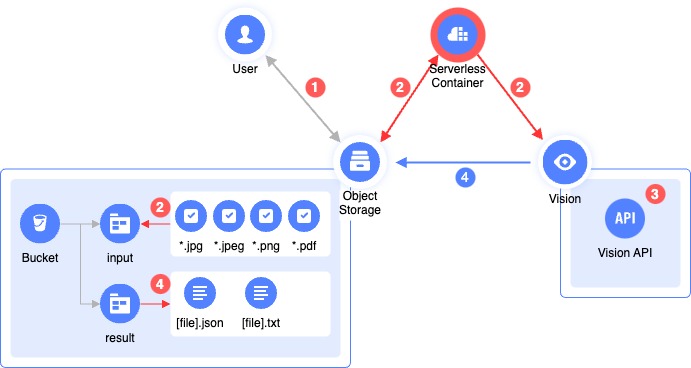 User
Serverless
Container
1
2
2
Object
Storage
4
Vision
3
API
Vision API
Bucket
input
2
*.jpg
*.jpeg
*.png
*.pdf
result
4
[file].json
[file].txt